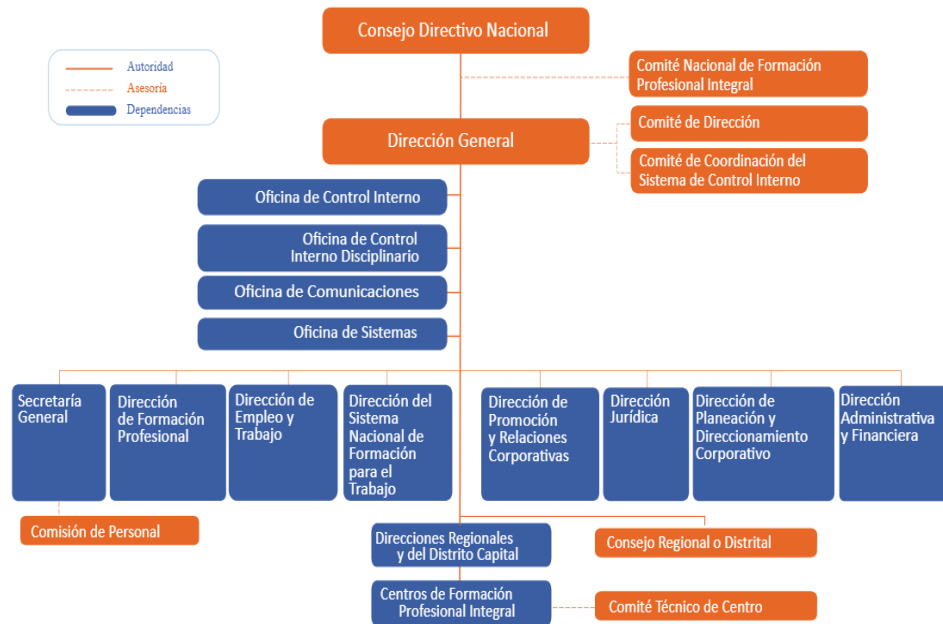 Consejo Directivo Nacional
Autoridad
Asesoría
Dependencias
Comité Nacional de Formación
Profesional Integral
Dirección General
Comité de Dirección
Comité de Coordinación del
Sistema de Control Interno
Oficina de Control Interno
Oficina de Control
Interno Disciplinario
Oficina de Comunicaciones
Oficina de Sistemas
Secretaría
General
Dirección
de Formación
Profesional
Dirección de
Empleo y
Trabajo
Dirección del
Sistema
Nacional de
Formación
para el
Trabajo
Dirección de
Promoción
y Relaciones
Corporativas
Dirección
Jurídica
Dirección
de Planeación y
Direccionamiento
Corporativo
Dirección
Administrativa
y Financiera
Comisión de Personal
Direcciones Regionales
y del Distrito Capital
Consejo Regional o Distrital
Centros de Formación
Profesional Integral
Comité Técnico de Centro